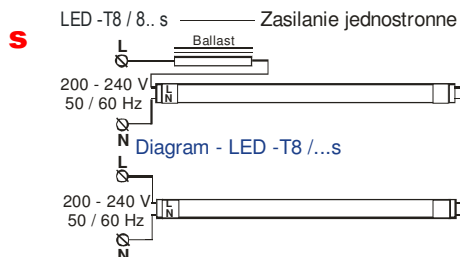 LED -T8 / 8.. s Zasilanie jednostronne
s
L
Ballast
200 - 240 V
50 / 60 Hz
L
N
N
Diagram - LED -T8 /...s
L
200 - 240 V
50 / 60 Hz
L
N
N